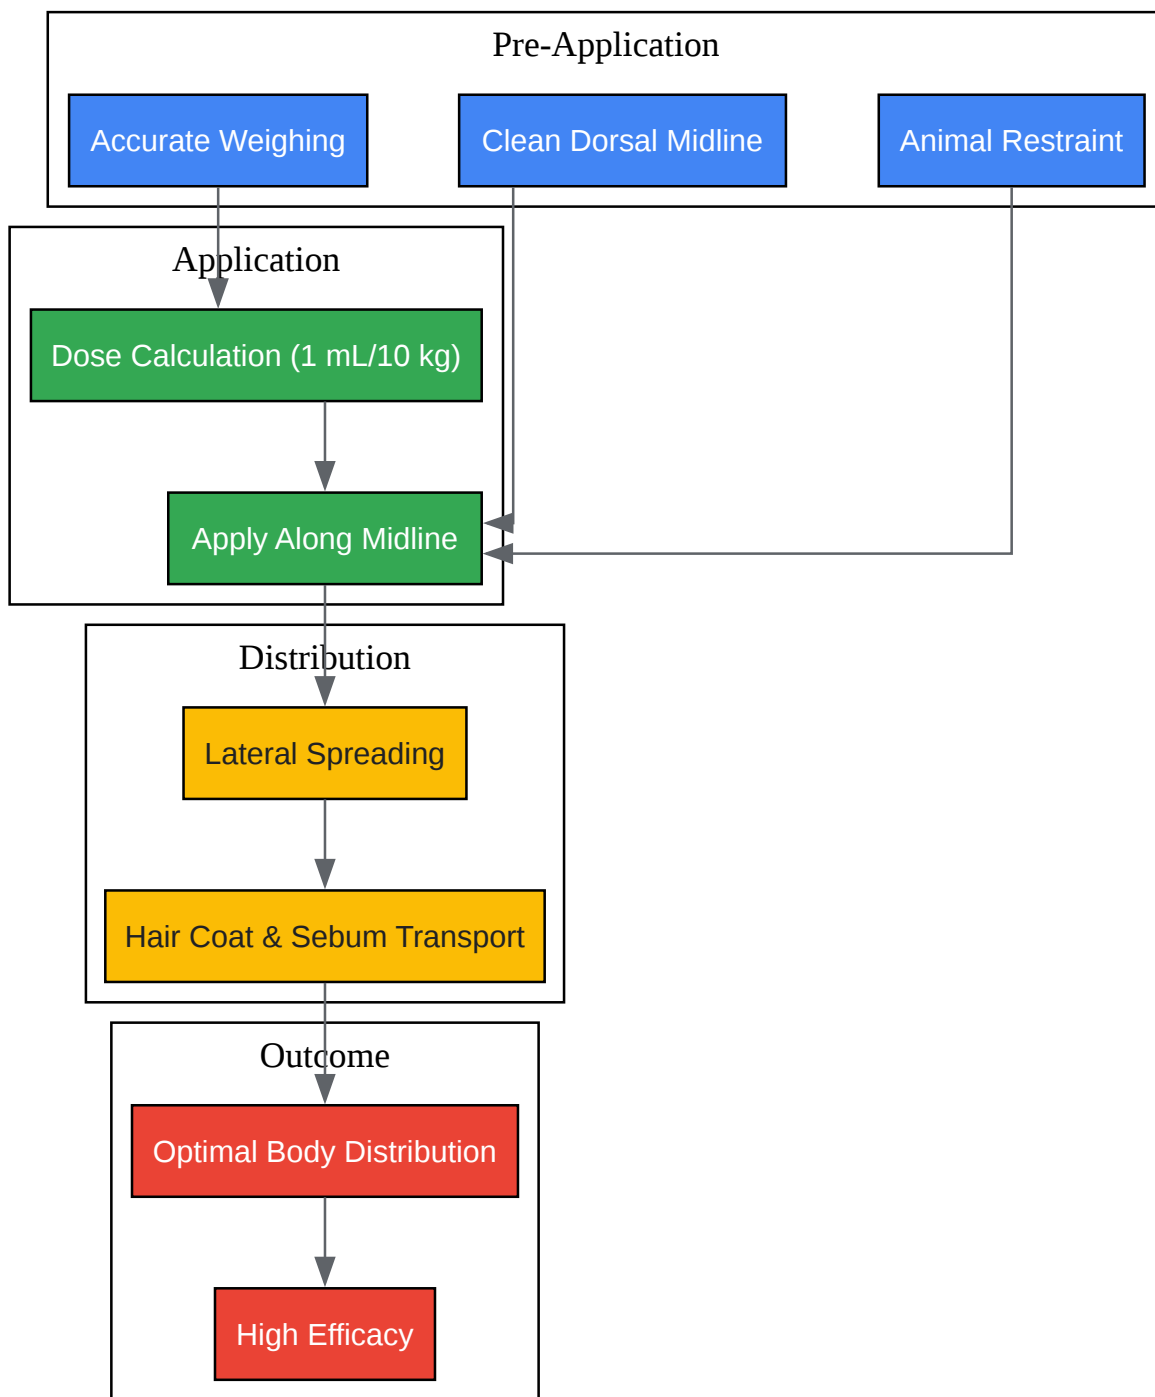 Pre-Application
Accurate Weighing
Clean Dorsal Midline
Animal Restraint
Application
Dose Calculation (1 mL/10 kg)
Apply Along Midline
Distribution
Lateral Spreading
Hair Coat & Sebum Transport
Outcome
Optimal Body Distribution
High Efficacy